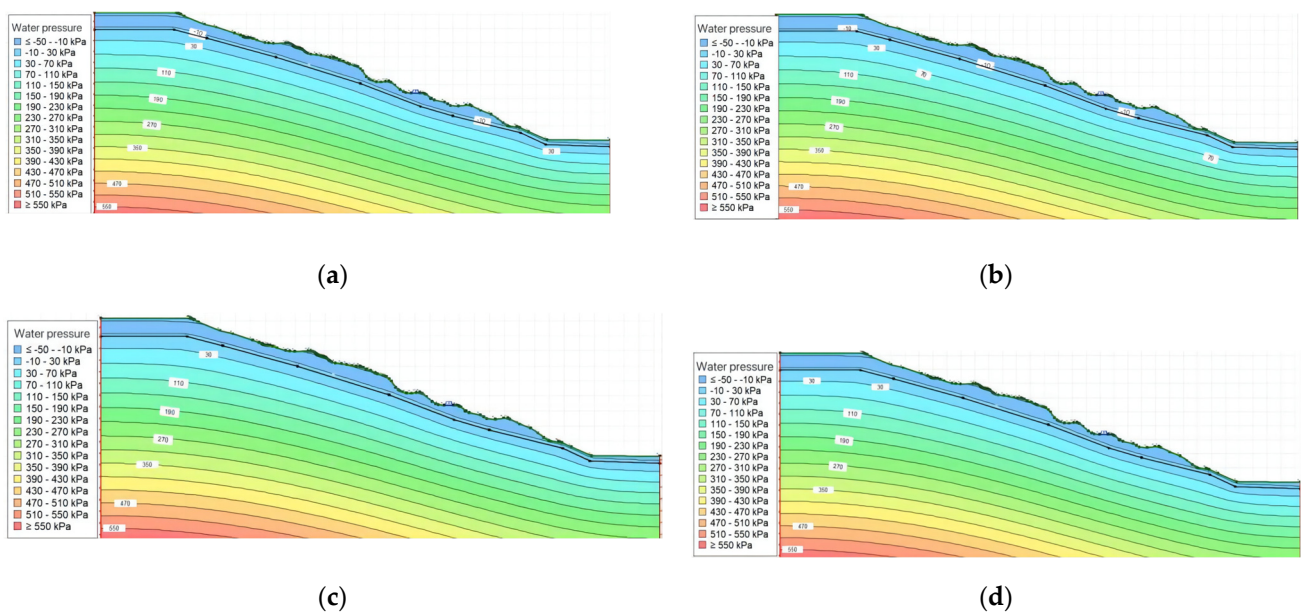 Water pressure
≤ -50 - -10 kPa
-10 - 30 kPa
30 - 70 kPa
70 - 110 kPa
110 - 150 kPa
150 - 190 kPa
190 - 230 kPa
230 - 270 kPa
270 - 310 kPa
310 - 350 kPa
350 - 390 kPa
390 - 430 kPa
430 - 470 kPa
470 - 510 kPa
510 - 550 kPa
≥ 550 kPa
-10
30
110
190
270
350
470
550
-10
30
(a)
Water pressure
≤ -50 - -10 kPa
-10 - 30 kPa
30 - 70 kPa
70 - 110 kPa
110 - 150 kPa
150 - 190 kPa
190 - 230 kPa
230 - 270 kPa
270 - 310 kPa
310 - 350 kPa
350 - 390 kPa
390 - 430 kPa
430 - 470 kPa
470 - 510 kPa
510 - 550 kPa
≥ 550 kPa
-10
30
-10
70
110
190
-10
270
350
70
470
550
(b)
Water pressure
≤ -50 - -10 kPa
-10 - 30 kPa
30 - 70 kPa
70 - 110 kPa
110 - 150 kPa
150 - 190 kPa
190 - 230 kPa
230 - 270 kPa
270 - 310 kPa
310 - 350 kPa
350 - 390 kPa
390 - 430 kPa
430 - 470 kPa
470 - 510 kPa
510 - 550 kPa
≥ 550 kPa
30
110
190
270
350
470
550
(c)
Water pressure
≤ -50 - -10 kPa
-10 - 30 kPa
30 - 70 kPa
70 - 110 kPa
110 - 150 kPa
150 - 190 kPa
190 - 230 kPa
230 - 270 kPa
270 - 310 kPa
310 - 350 kPa
350 - 390 kPa
390 - 430 kPa
430 - 470 kPa
470 - 510 kPa
510 - 550 kPa
≥ 550 kPa
30
30
110
190
270
350
470
550
(d)